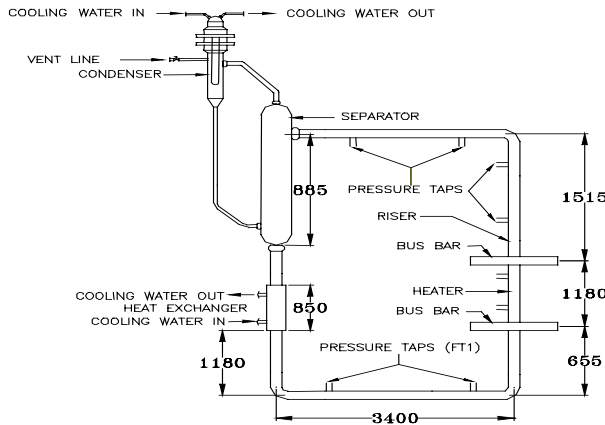 COOLING WATER IN
COOLING WATER OUT
VENT LINE
CONDENSER
SEPARATOR
885
PRESSURE TAPS
1515
RISER
BUS BAR
COOLING WATER OUT
HEAT EXCHANGER
COOLING WATER IN
850
HEATER
1180
BUS BAR
1180
PRESSURE TAPS (FT1)
655
3400